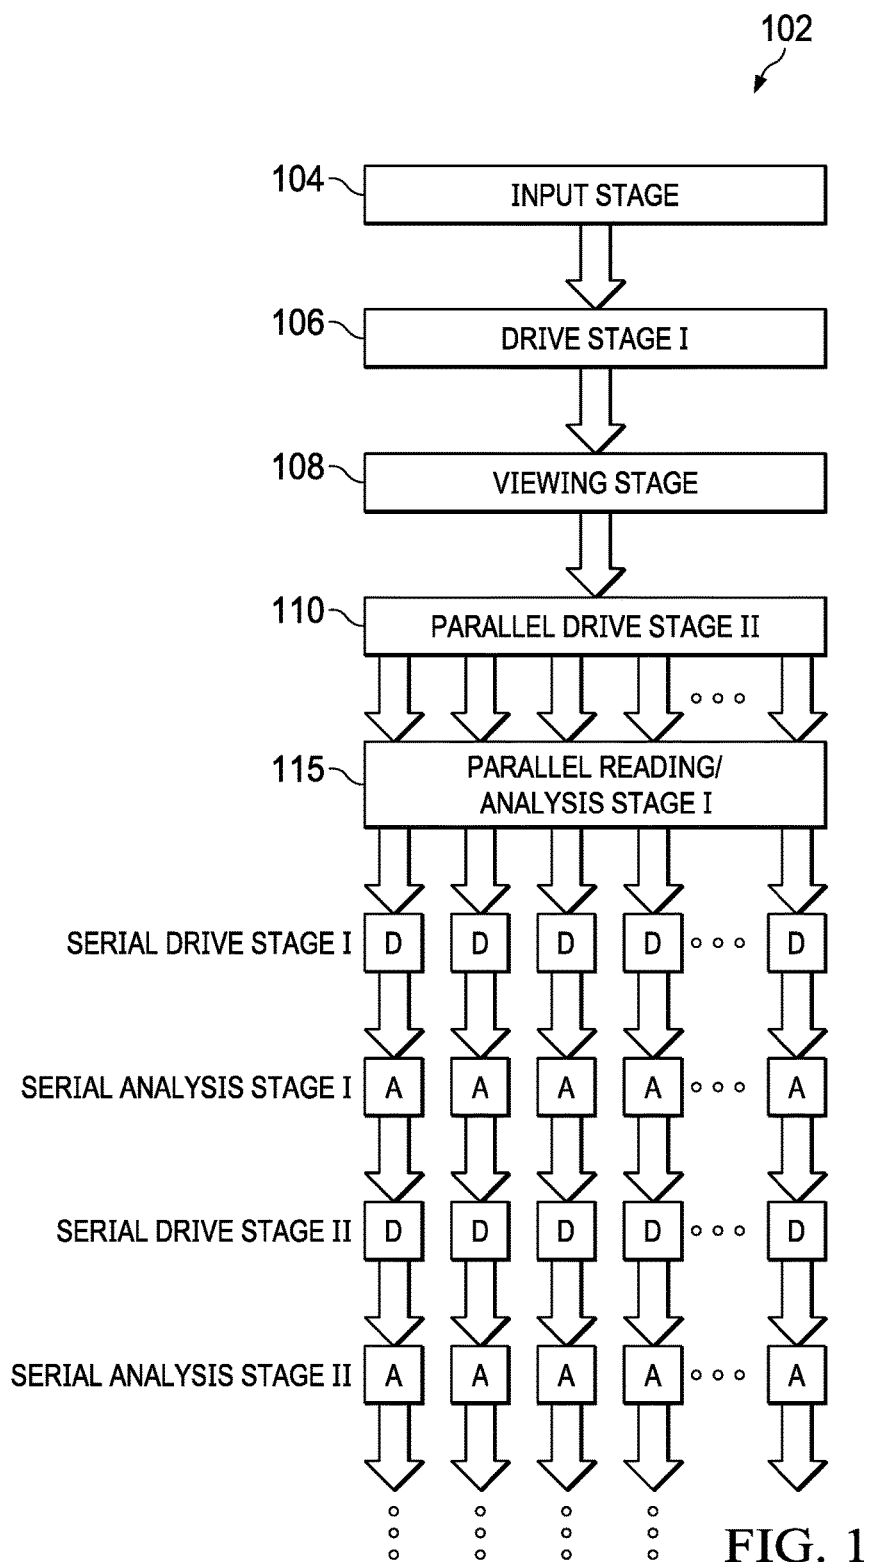 102
104
INPUT STAGE
106
DRIVE STAGE I
108
VIEWING STAGE
110
PARALLEL DRIVE STAGE II
115
PARALLEL READING/
ANALYSIS STAGE I
SERIAL DRIVE STAGE I D D D D D
SERIAL ANALYSIS STAGE I A A A A A
SERIAL DRIVE STAGE II D D D D D
SERIAL ANALYSIS STAGE II A A A A A
FIG. 1